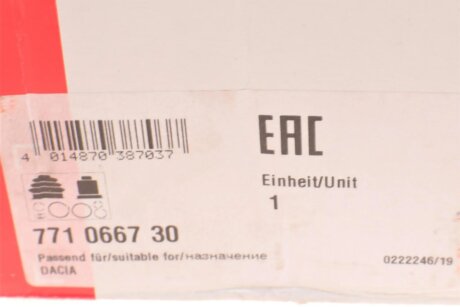 EAC
4 014870 387037
Einheit/Unit
1
771 0667 30
Passend für/suitable for/назначение
DACIA
0222246/19